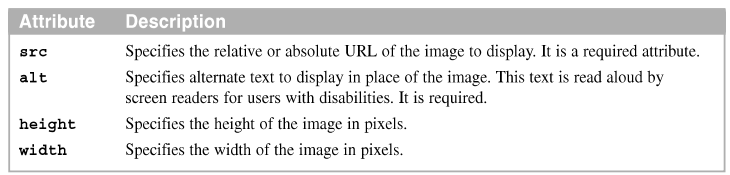 Attribute Description
src Specifies the relative or absolute URL of the image to display. It is a required attribute.
alt Specifies alternate text to display in place of the image. This text is read aloud by
screen readers for users with disabilities. It is required.
height Specifies the height of the image in pixels.
width Specifies the width of the image in pixels.